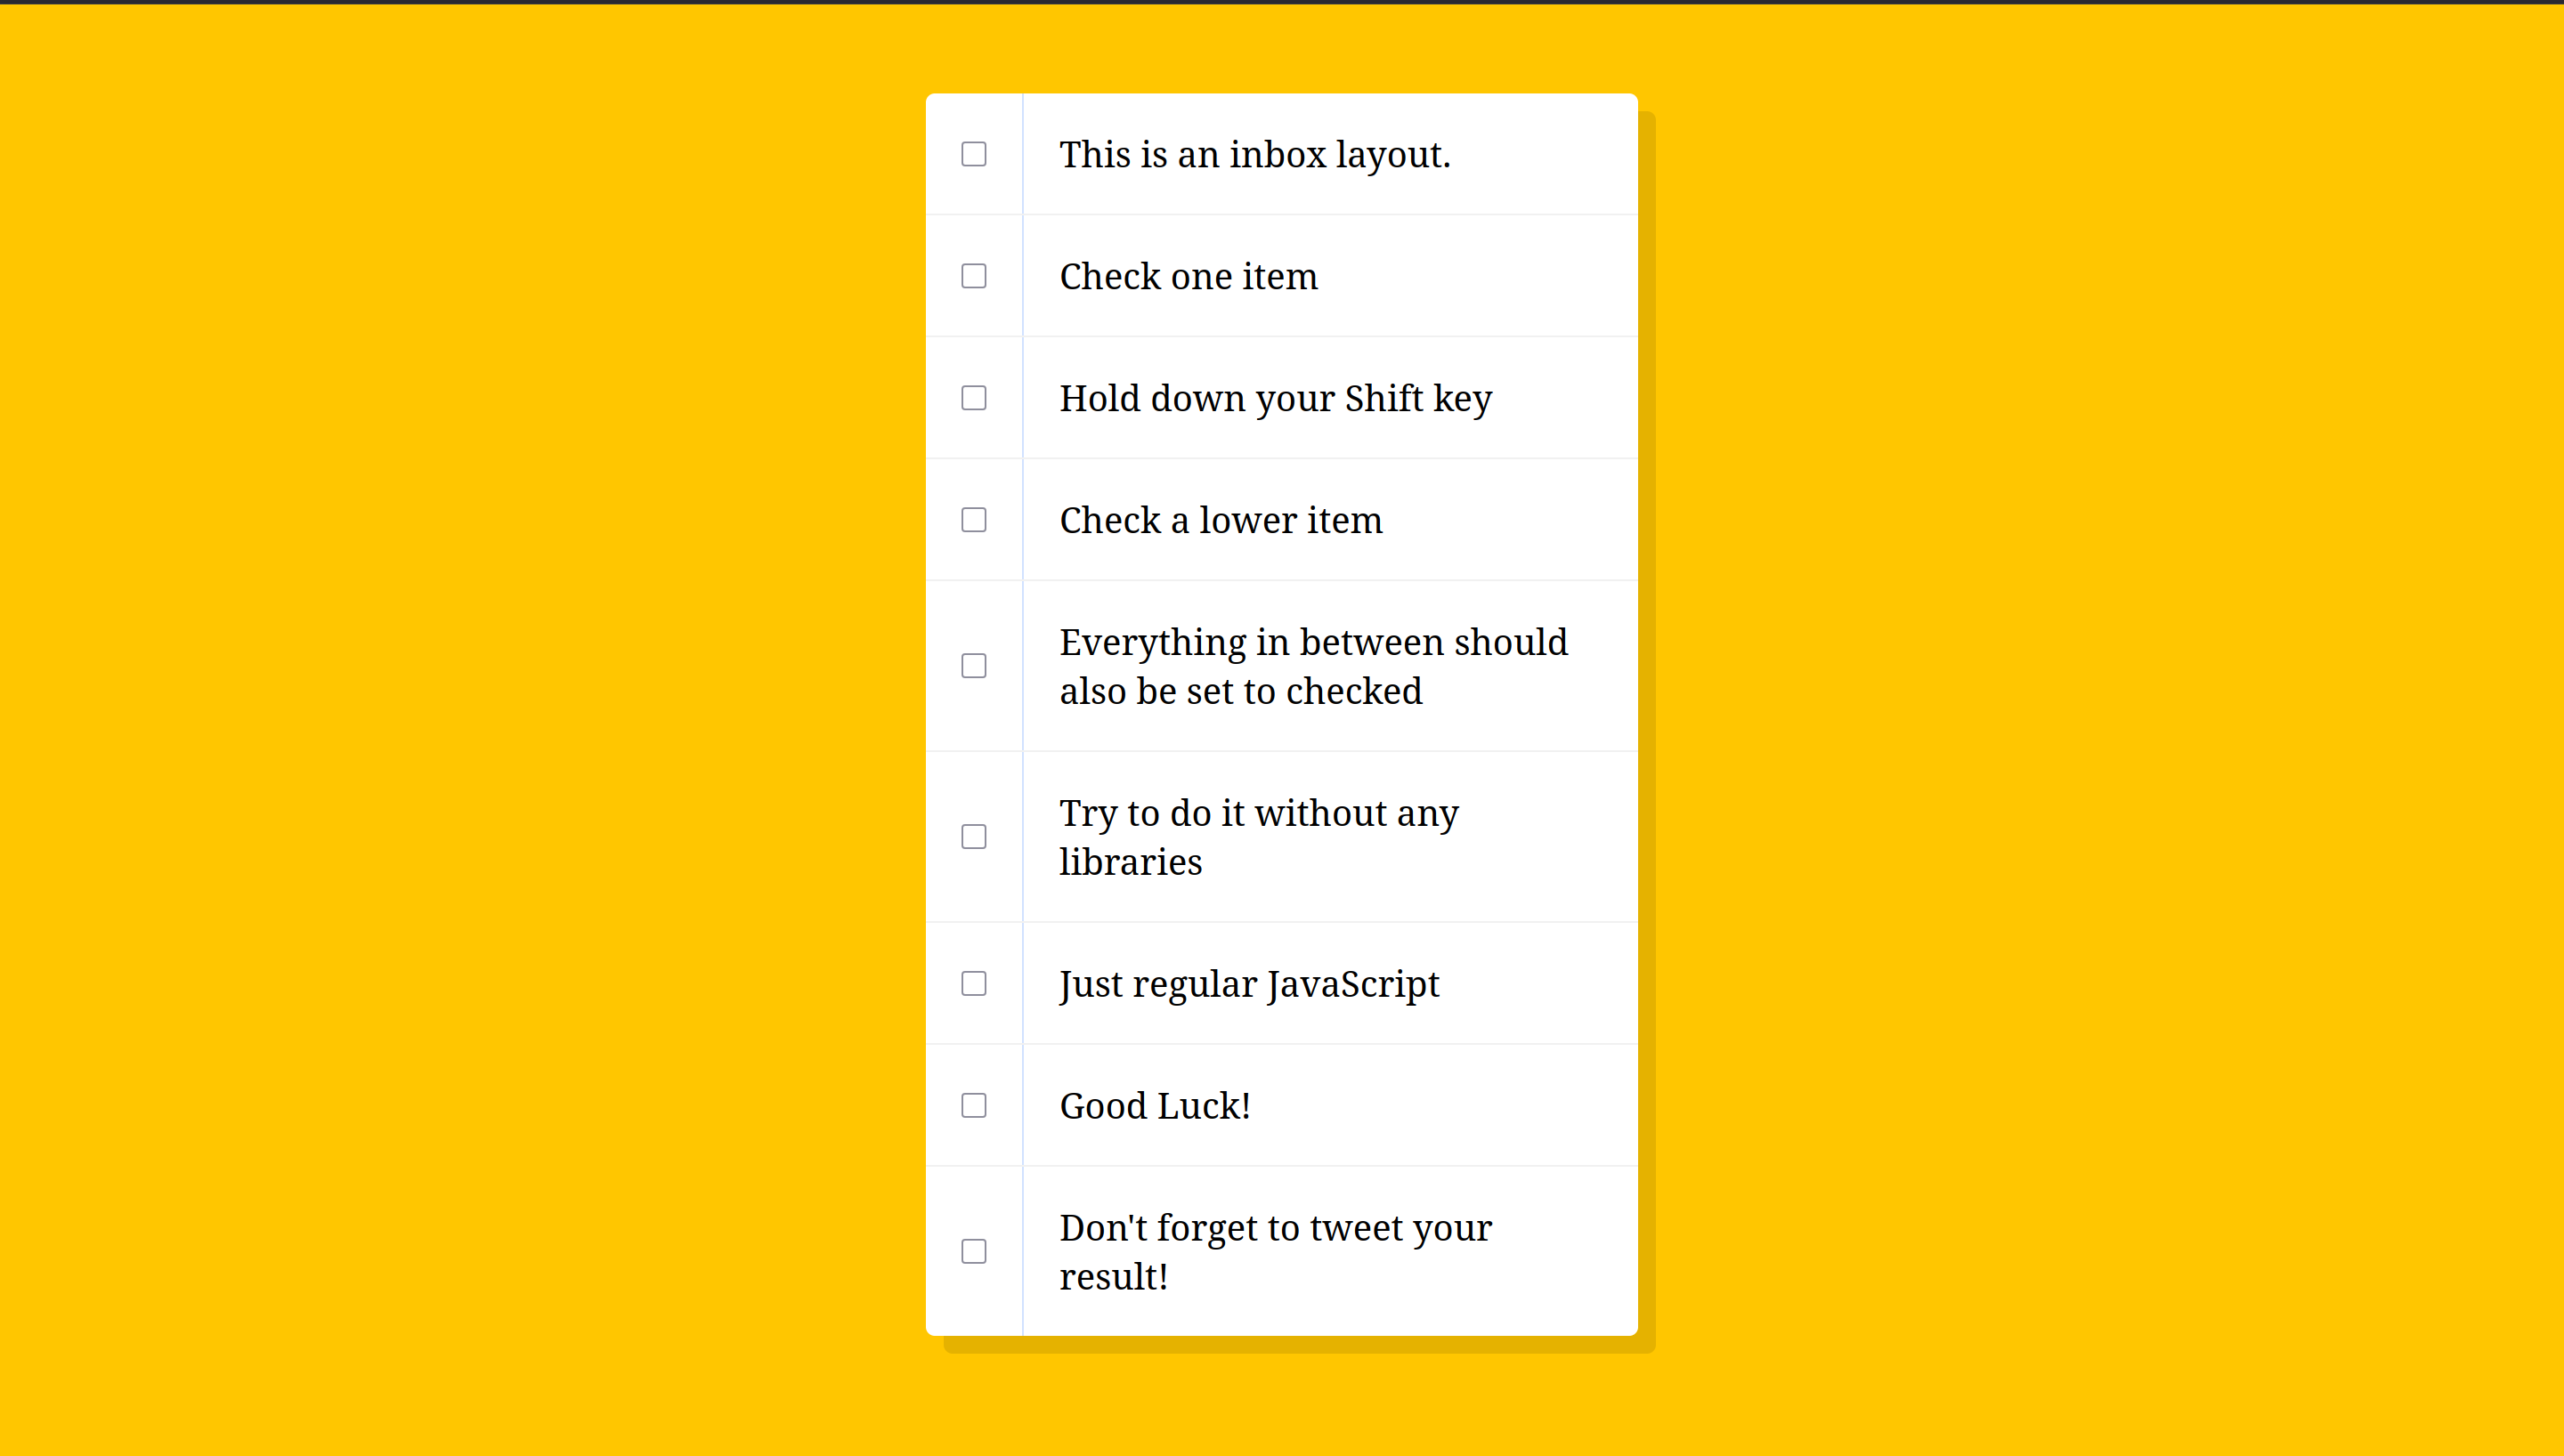 This is an inbox layout.
Check one item
Hold down your Shift key
Check a lower item
Everything in between should
also be set to checked
Try to do it without any
libraries
Just regular JavaScript
Good Luck!
Don't forget to tweet your
result!